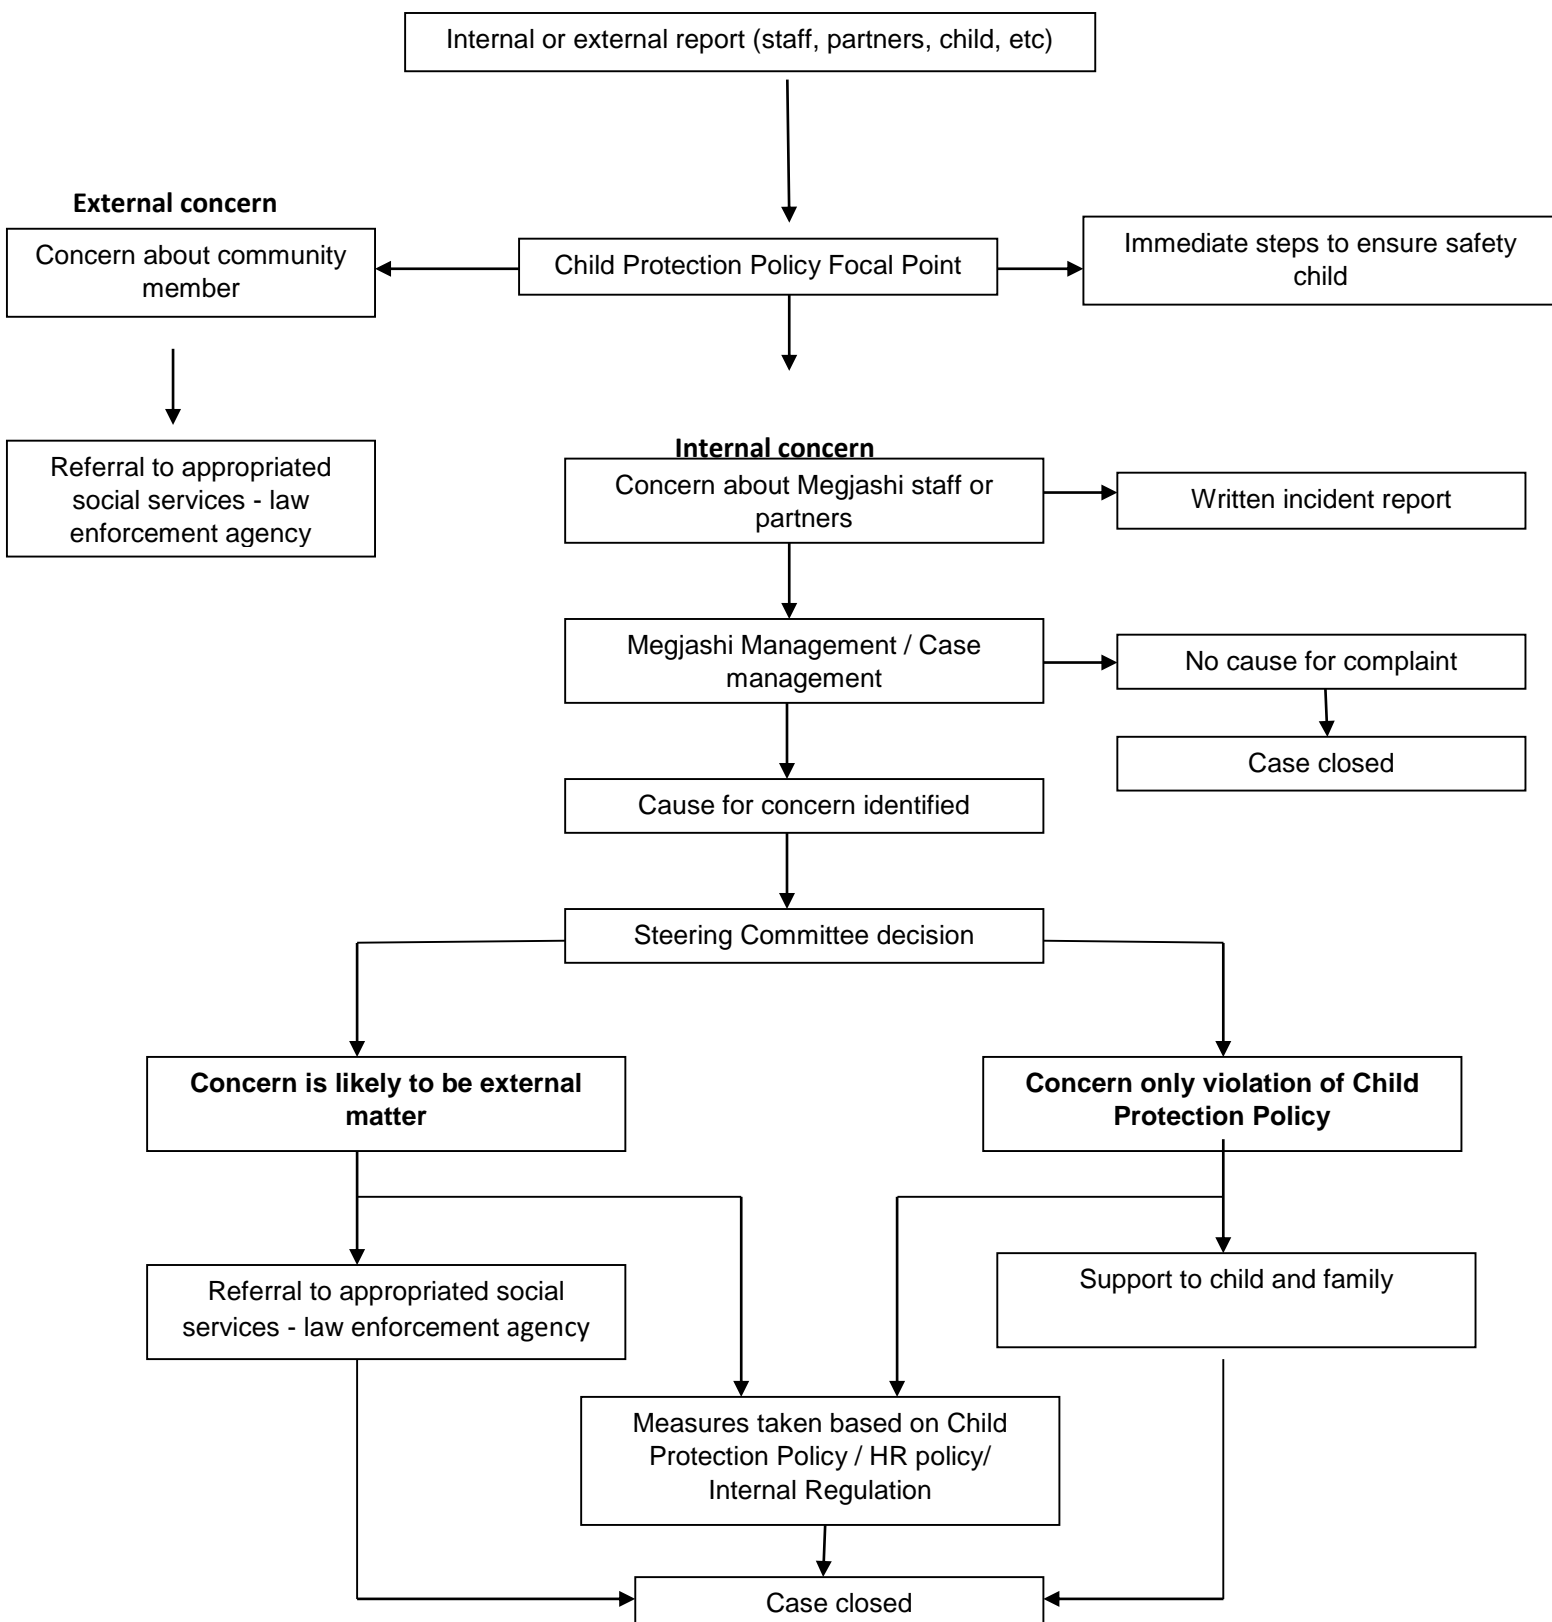 Internal or external report (staff, partners, child, etc)
External concern
Concern about community
member
Child Protection Policy Focal Point
Immediate steps to ensure safety
child
Referral to appropriated
social services - law
enforcement agency
Internal concern
Concern about Megjashi staff or
partners
Written incident report
Megjashi Management / Case
management
No cause for complaint
Case closed
Cause for concern identified
Steering Committee decision
Concern is likely to be external
matter
Concern only violation of Child
Protection Policy
Referral to appropriated social
services - law enforcement agency
Support to child and family
Measures taken based on Child
Protection Policy / HR policy/
Internal Regulation
Case closed